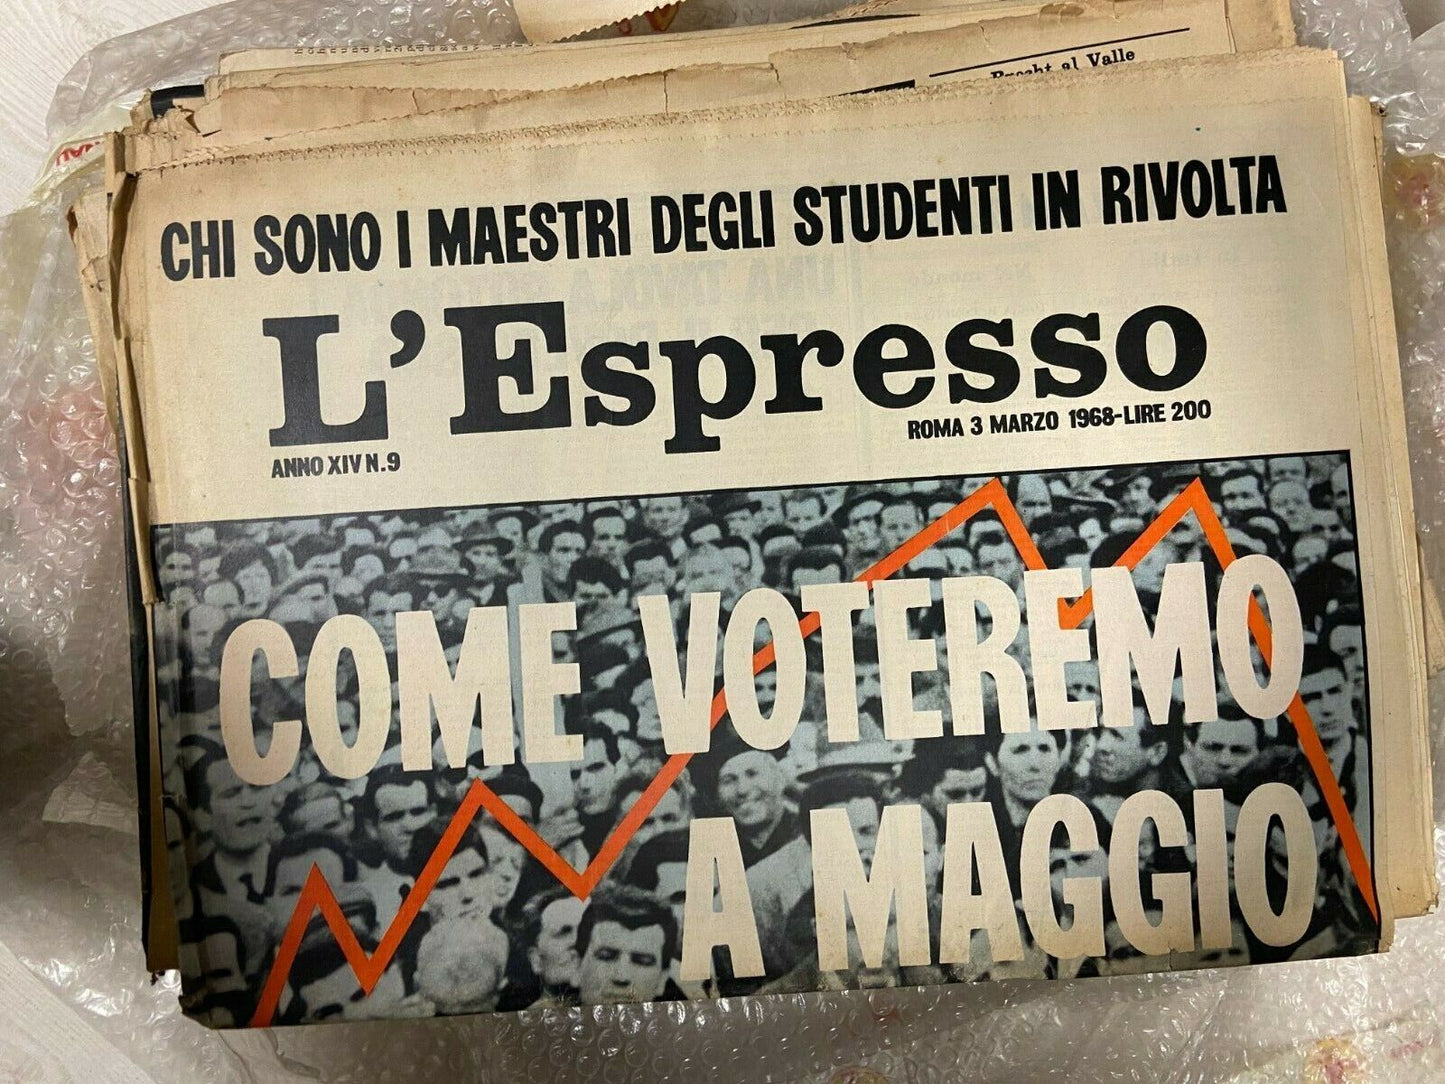 al Valle
CHI SONO I MAESTRI DEGLI STUDENTI IN RIVOLTA
L'Espresso
ROMA 3 MARZO 1968-LIRE 200
ANNO XIV N.9
COME VOTEREMO
A MAGGIO